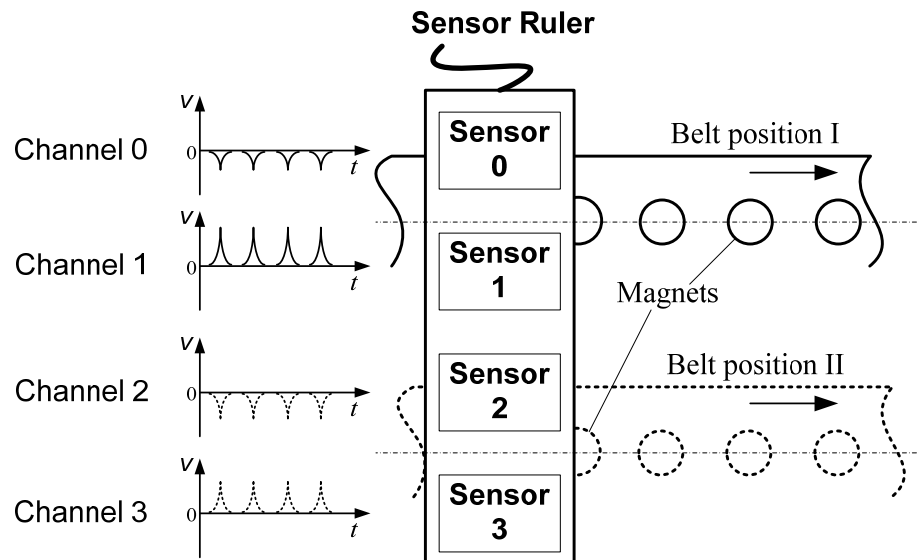 Sensor Ruler
Channel 0
v
0
t
Sensor
0
Belt position I
Channel 1
v
0
t
Sensor
1
Magnets
Channel 2
v
0
t
Sensor
2
Belt position II
Channel 3
v
0
t
Sensor
3